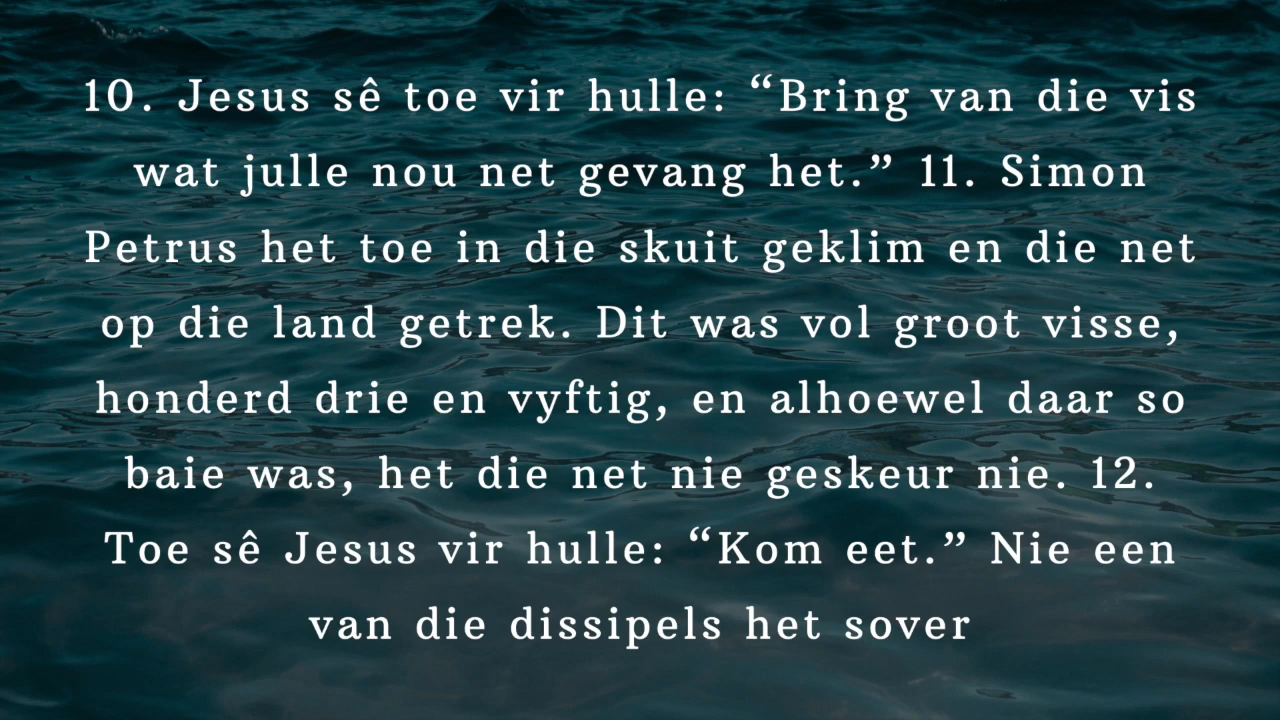 10. Jesus sê toe vir hulle: “Bring van die vis
wat julle nou net gevang het.” 11. Simon
Petrus het toe in die skuit geklim en die net
op die land getrek. Dit was vol groot visse,
honderd drie en vyftig, en alhoewel daar so
baie was, het die net nie geskeur nie. 12.
Toe sê Jesus vir hulle: “Kom eet.” Nie een
van die dissipels het sover